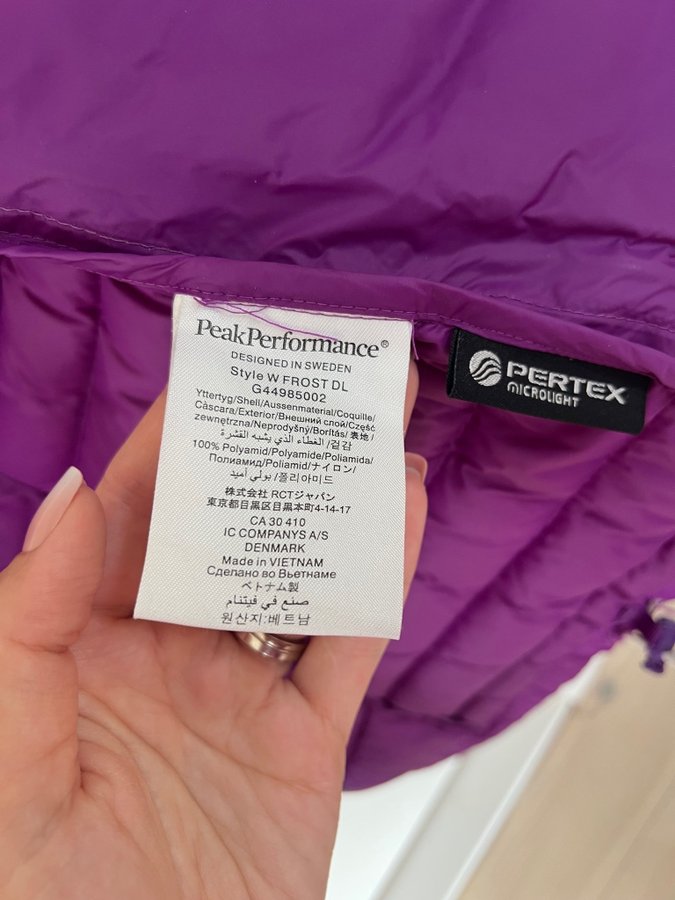 PeakPerformance®
DESIGNED IN SWEDEN
Style W FROST DL
G44985002
Yttertyg/Shell/Aussenmaterial/Coquille/
Càscara/Exterior/Внешний слой/Część
zewnętrzna/Neprodyšný/Borítás/表地/
الغطاء الذي يشبه القشرة/겉감
100% Polyamid/Polyamide/Poliamida/
Полиамид/Poliamid/ナイロン/
بولي أميد/폴리아미드
株式会社 RCTジャパン
東京都目黒区目黒本町4-14-17
CA 30 410
IC COMPANYS A/S
DENMARK
Made in VIETNAM
Сделано во Вьетнаме
ベトナム製
صنع في فيتنام
원산지:베트남
PERTEX
MICROLIGHT